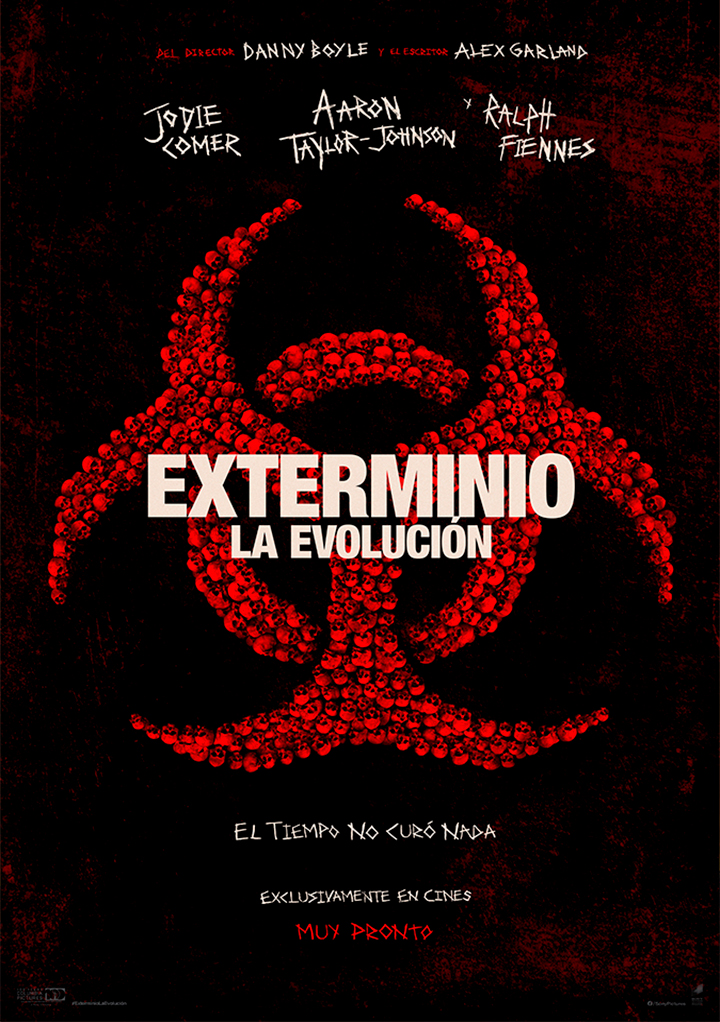 DEL DIRECTOR DANNY BOYLE Y EL ESCRITOR ALEX GARLAND
JODIE COMER
AARON TAYLOR-JOHNSON
Y RALPH FIENNES
EXTERMINIO
LA EVOLUCIÓN
EL TIEMPO NO CURÓ NADA
EXCLUSIVAMENTE EN CINES
MUY PRONTO
#ExterminioLaEvolución